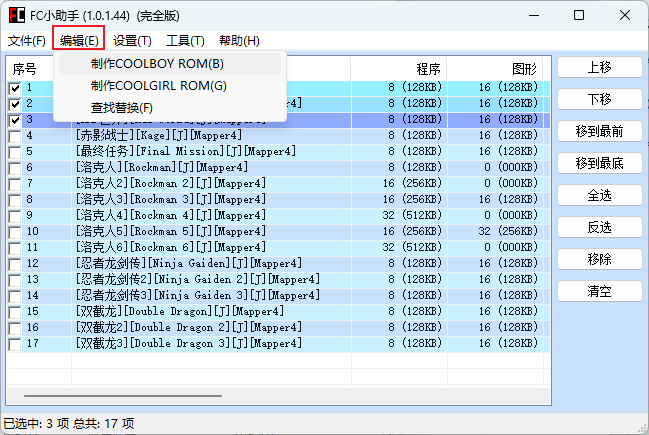 FC小助手 (1.0.1.44) (完全版)
文件(F) 编辑(E) 设置(T) 工具(T) 帮助(H)
制作COOLBOY ROM(B)
制作COOLGIRL ROM(G)
查找替换(F)
序号 程序 图形
1 8 (128KB) 16 (128KB)
2 Mapper4] 8 (128KB) 16 (128KB)
3 8 (128KB) 16 (128KB)
4 [赤影战士][Kage][J][Mapper4] 8 (128KB) 16 (128KB)
5 [最终任务][Final Mission][J][Mapper4] 8 (128KB) 16 (128KB)
6 [洛克人][Rockman][J][Mapper4] 8 (128KB) 0 (000KB)
7 [洛克人2][Rockman 2][J][Mapper4] 16 (256KB) 0 (000KB)
8 [洛克人3][Rockman 3][J][Mapper4] 16 (256KB) 16 (128KB)
9 [洛克人4][Rockman 4][J][Mapper4] 32 (512KB) 0 (000KB)
10 [洛克人5][Rockman 5][J][Mapper4] 16 (256KB) 32 (256KB)
11 [洛克人6][Rockman 6][J][Mapper4] 32 (512KB) 0 (000KB)
12 [忍者龙剑传][Ninja Gaiden][J][Mapper4] 8 (128KB) 16 (128KB)
13 [忍者龙剑传2][Ninja Gaiden 2][J][Mapper4] 8 (128KB) 16 (128KB)
14 [忍者龙剑传3][Ninja Gaiden 3][J][Mapper4] 8 (128KB) 16 (128KB)
15 [双截龙][Double Dragon][J][Mapper4] 8 (128KB) 16 (128KB)
16 [双截龙2][Double Dragon 2][J][Mapper4] 8 (128KB) 16 (128KB)
17 [双截龙3][Double Dragon 3][J][Mapper4] 8 (128KB) 16 (128KB)
上移
下移
移到最前
移到最底
全选
反选
移除
清空
已选中: 3 项 总共: 17 项